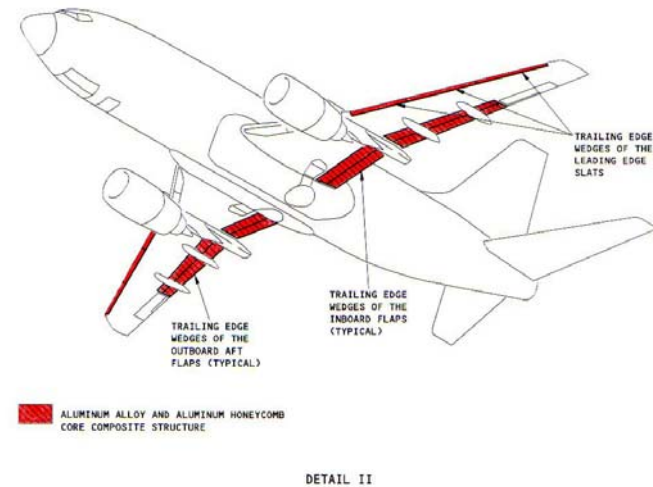 TRAILING EDGE
WEDGES OF THE
LEADING EDGE
SLATS
TRAILING EDGE
WEDGES OF THE
INBOARD FLAPS
(TYPICAL)
TRAILING EDGE
WEDGES OF THE
OUTBOARD AFT
FLAPS (TYPICAL)
ALUMINUM ALLOY AND ALUMINUM HONEYCOMB
CORE COMPOSITE STRUCTURE
DETAIL II